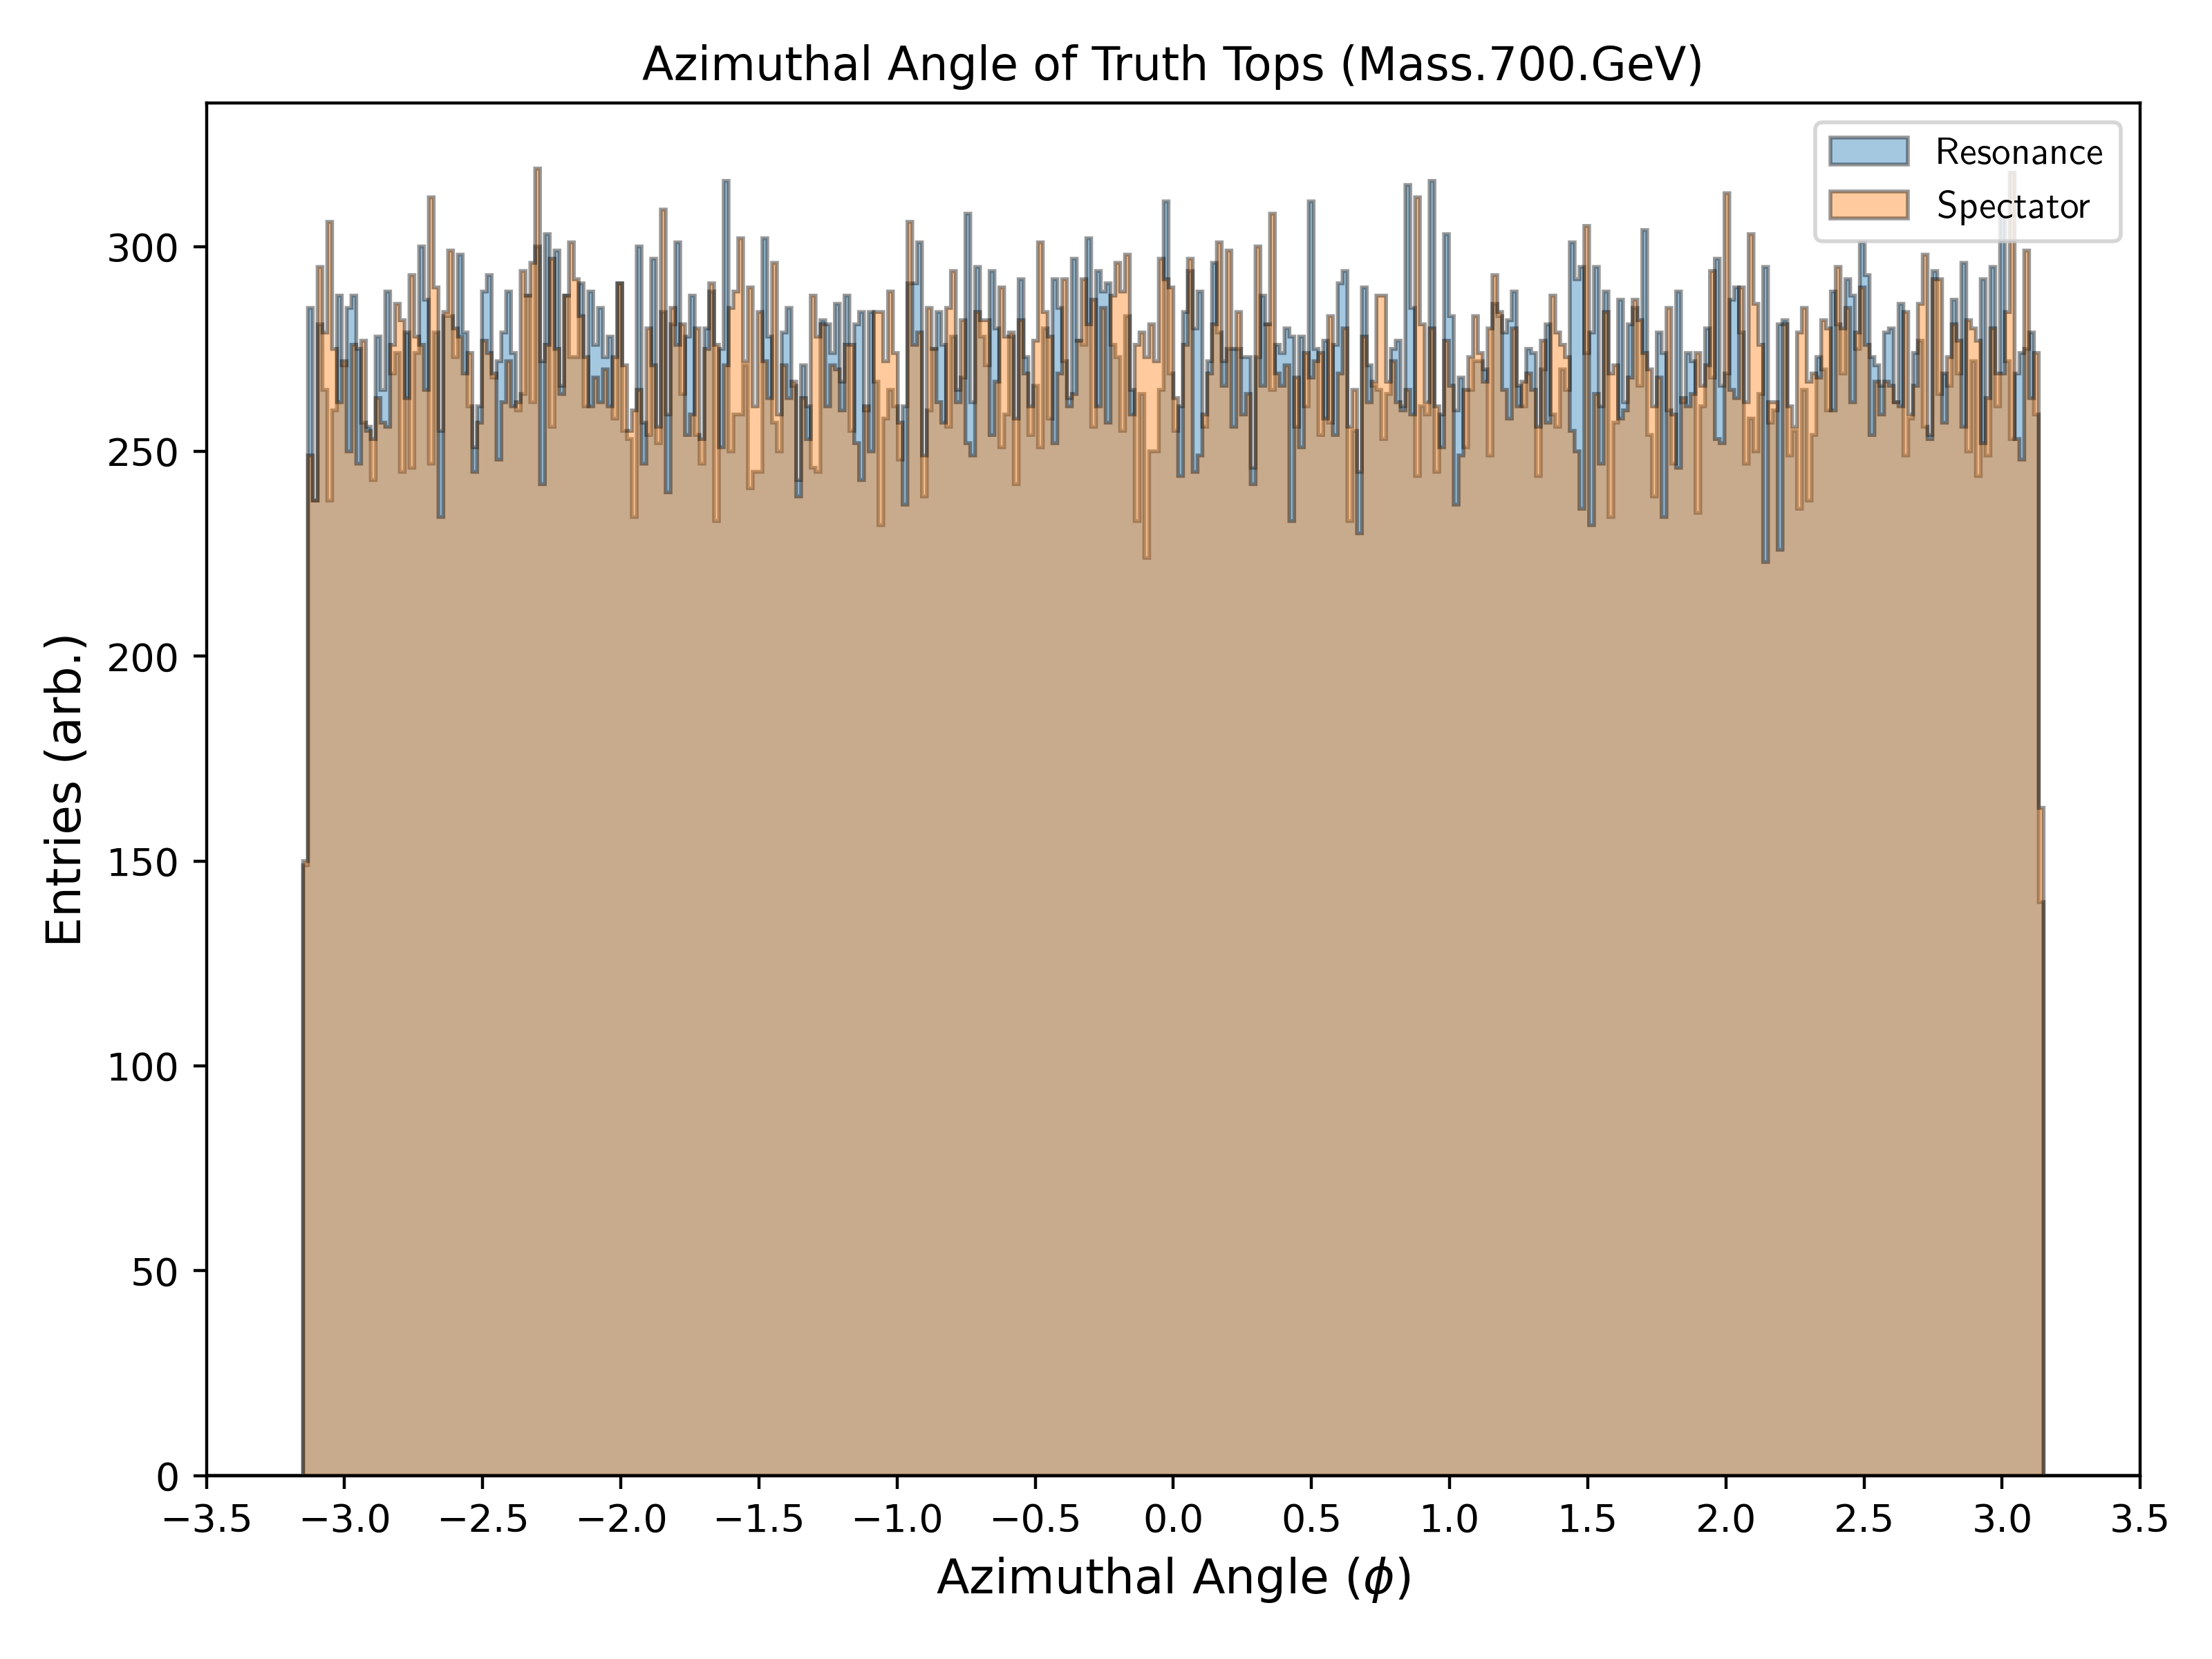 Azimuthal Angle of Truth Tops (Mass.700.GeV)
Resonance
Spectator
Entries (arb.)
300
250
200
150
100
50
0
−3.5 −3.0 −2.5 −2.0 −1.5 −1.0 −0.5 0.0 0.5 1.0 1.5 2.0 2.5 3.0 3.5
Azimuthal Angle (ϕ)